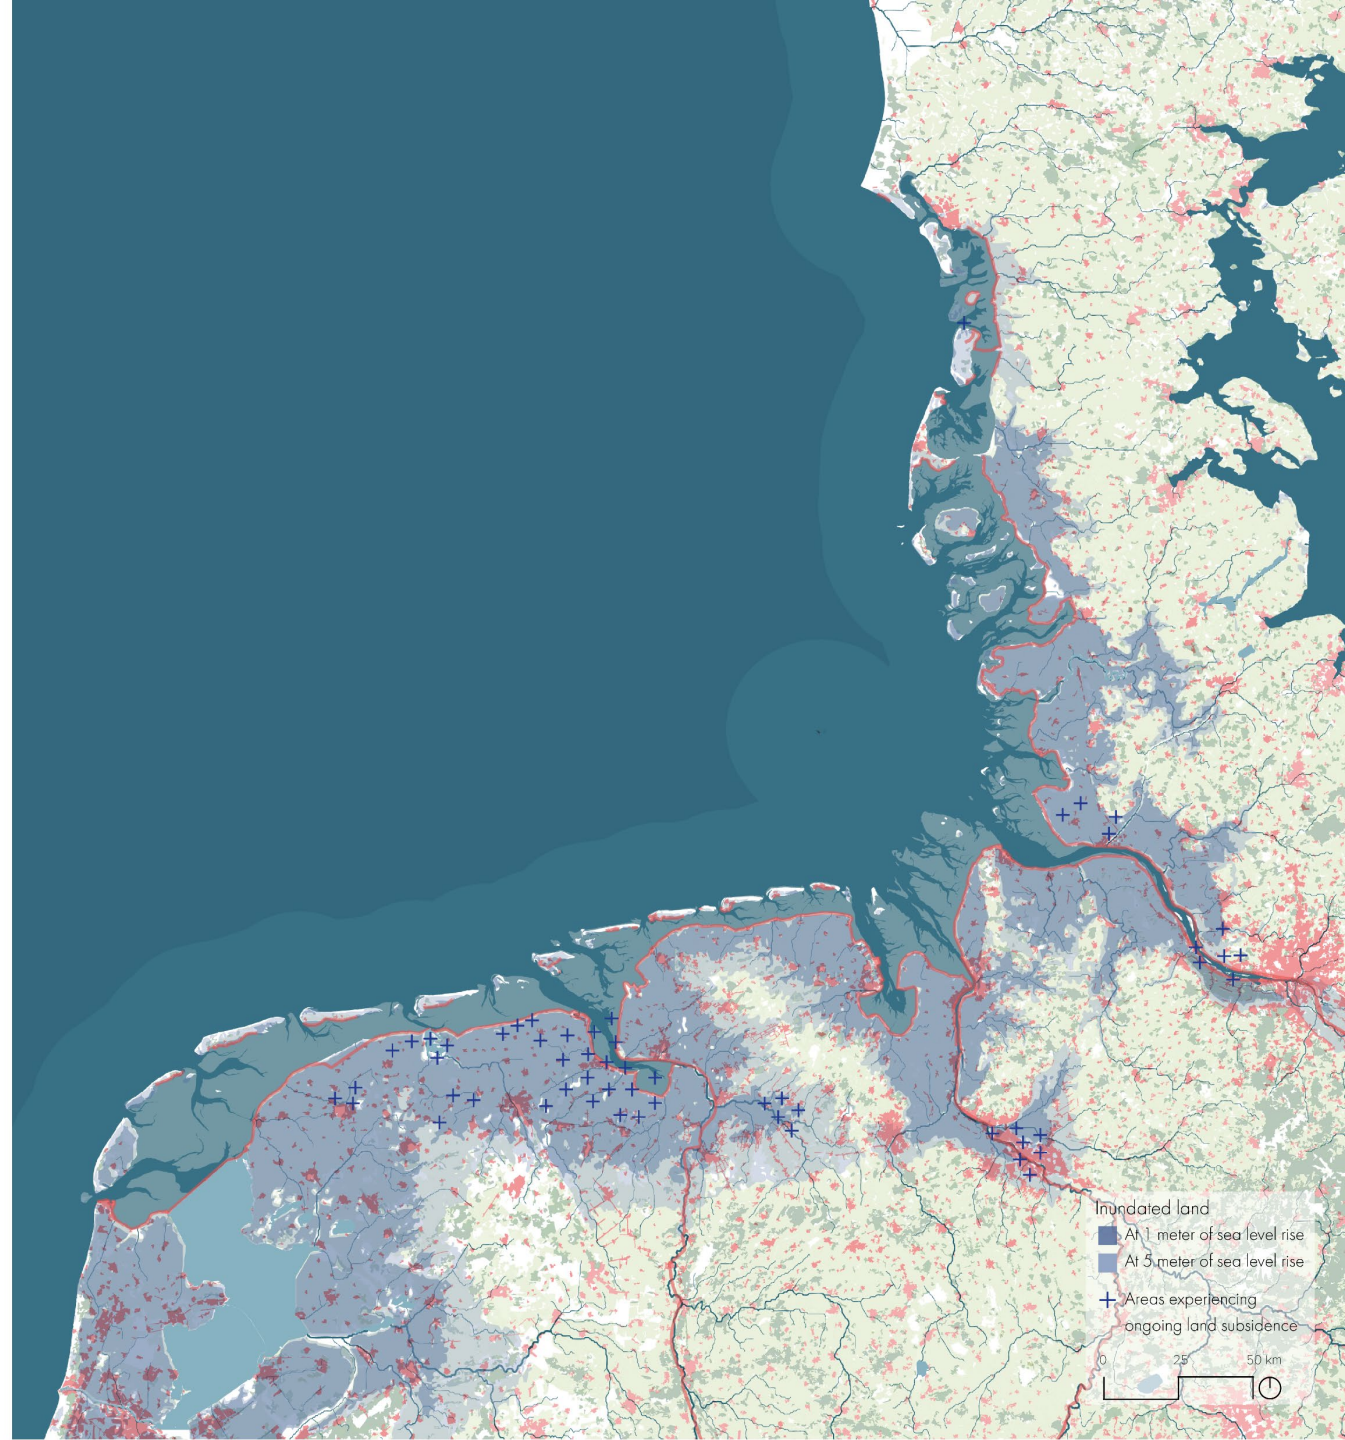 Inundated land
At 1 meter of sea level rise
At 5 meter of sea level rise
Areas experiencing
ongoing land subsidence
0 25 50 km